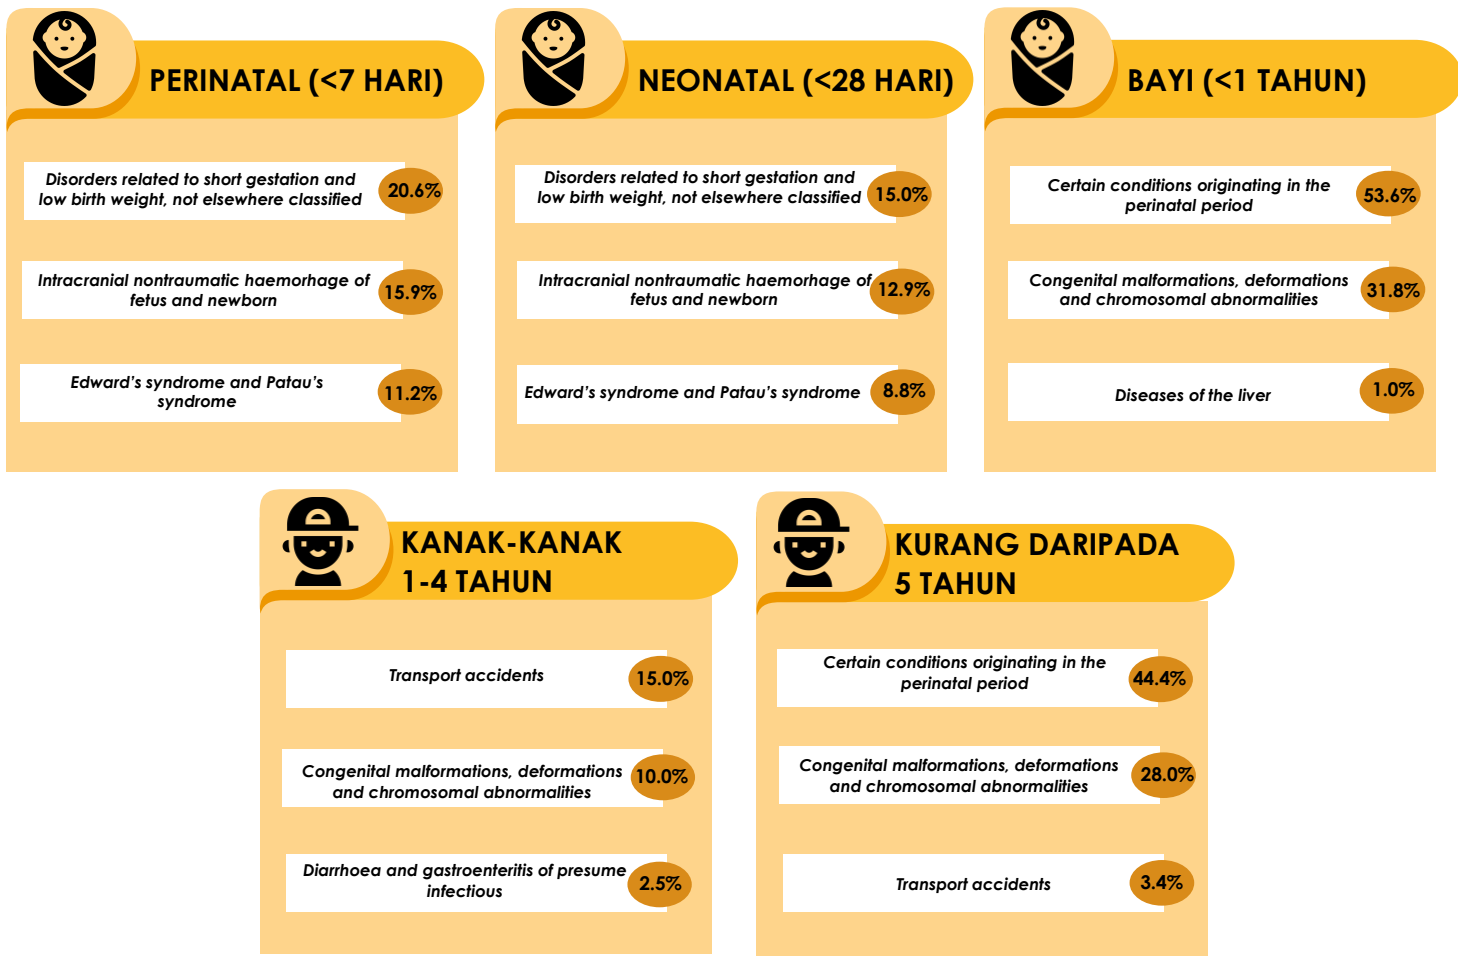 PERINATAL (<7 HARI)
Disorders related to short gestation and
low birth weight, not elsewhere classified
20.6%
Intracranial nontraumatic haemorhage of
fetus and newborn
15.9%
Edward's syndrome and Patau's
syndrome
11.2%
NEONATAL (<28 HARI)
Disorders related to short gestation and
low birth weight, not elsewhere classified
15.0%
Intracranial nontraumatic haemorhage of
fetus and newborn
12.9%
Edward's syndrome and Patau's syndrome
8.8%
BAYI (<1 TAHUN)
Certain conditions originating in the
perinatal period
53.6%
Congenital malformations, deformations
and chromosomal abnormalities
31.8%
Diseases of the liver
1.0%
KANAK-KANAK
1-4 TAHUN
Transport accidents
15.0%
Congenital malformations, deformations
and chromosomal abnormalities
10.0%
Diarrhoea and gastroenteritis of presume
infectious
2.5%
KURANG DARIPADA
5 TAHUN
Certain conditions originating in the
perinatal period
44.4%
Congenital malformations, deformations
and chromosomal abnormalities
28.0%
Transport accidents
3.4%